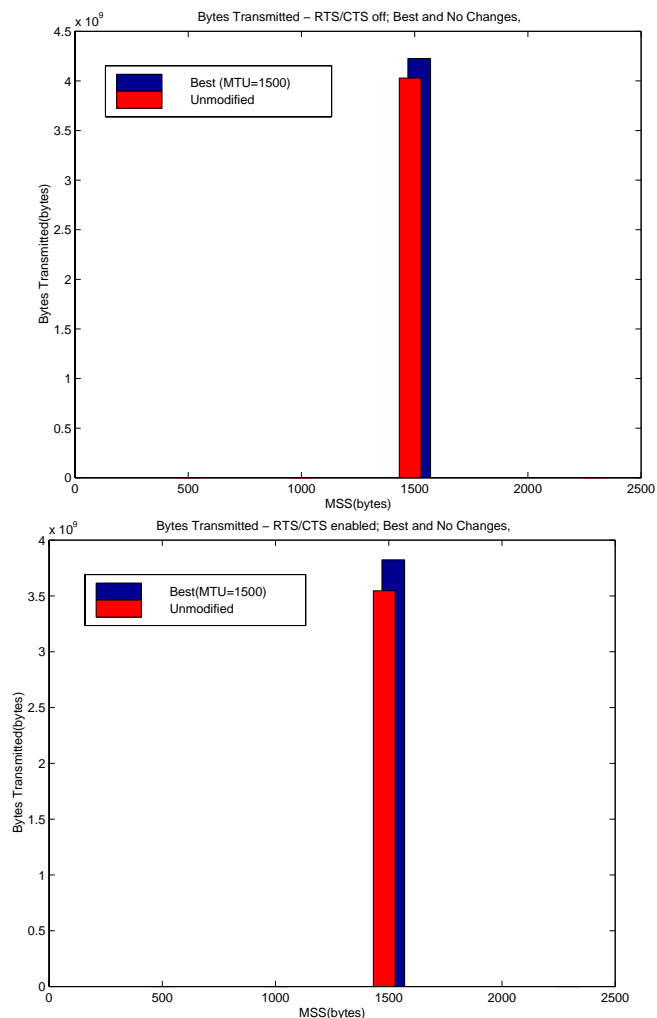 Bytes Transmitted – RTS/CTS off; Best and No Changes,
x 10^9
4.5
4
3.5
3
2.5
2
1.5
1
0.5
0
Bytes Transmitted(bytes)
Best (MTU=1500)
Unmodified
0 500 1000 1500 2000 2500
MSS(bytes)
Bytes Transmitted – RTS/CTS enabled; Best and No Changes,
x 10^9
4
3.5
3
2.5
2
1.5
1
0.5
0
Bytes Transmitted(bytes)
Best(MTU=1500)
Unmodified
0 500 1000 1500 2000 2500
MSS(bytes)